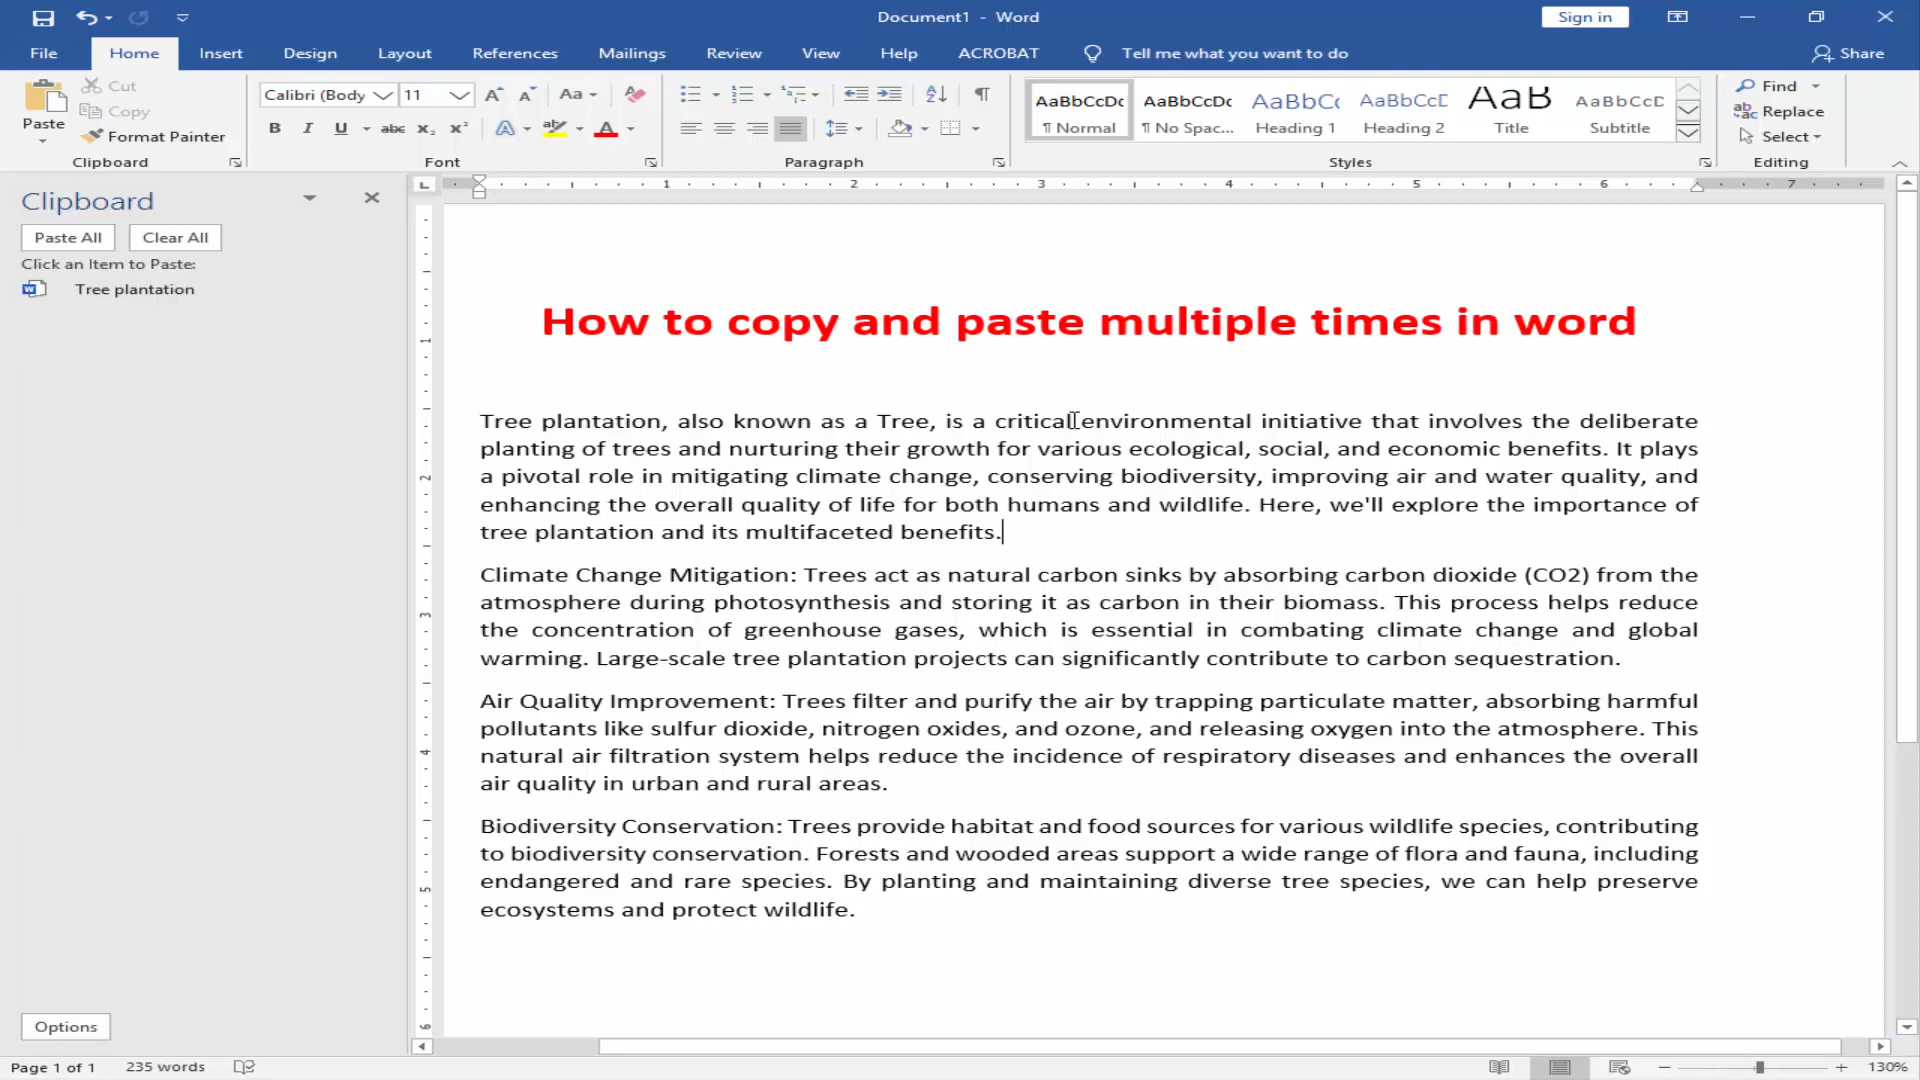 Document1 - Word
Sign in
File Home Insert Design Layout References Mailings Review View Help ACROBAT Tell me what you want to do Share
Paste
Cut
Copy
Format Painter
Clipboard
Calibri (Body 11
Aa
B I U abc x₂ x² A A
Font
Paragraph
AaBbCcDc AaBbCcDc AaBbCc AaBbCcD AaB AaBbCcD
¶ Normal ¶ No Spac... Heading 1 Heading 2 Title Subtitle
Styles
Find
Replace
Select
Editing
Clipboard
Paste All Clear All
Click an Item to Paste:
Tree plantation
Options
1 2 3 4 5 6 7
How to copy and paste multiple times in word
Tree plantation, also known as a Tree, is a critical environmental initiative that involves the deliberate
planting of trees and nurturing their growth for various ecological, social, and economic benefits. It plays
a pivotal role in mitigating climate change, conserving biodiversity, improving air and water quality, and
enhancing the overall quality of life for both humans and wildlife. Here, we'll explore the importance of
tree plantation and its multifaceted benefits.
Climate Change Mitigation: Trees act as natural carbon sinks by absorbing carbon dioxide (CO2) from the
atmosphere during photosynthesis and storing it as carbon in their biomass. This process helps reduce
the concentration of greenhouse gases, which is essential in combating climate change and global
warming. Large-scale tree plantation projects can significantly contribute to carbon sequestration.
Air Quality Improvement: Trees filter and purify the air by trapping particulate matter, absorbing harmful
pollutants like sulfur dioxide, nitrogen oxides, and ozone, and releasing oxygen into the atmosphere. This
natural air filtration system helps reduce the incidence of respiratory diseases and enhances the overall
air quality in urban and rural areas.
Biodiversity Conservation: Trees provide habitat and food sources for various wildlife species, contributing
to biodiversity conservation. Forests and wooded areas support a wide range of flora and fauna, including
endangered and rare species. By planting and maintaining diverse tree species, we can help preserve
ecosystems and protect wildlife.
Page 1 of 1 235 words
130%